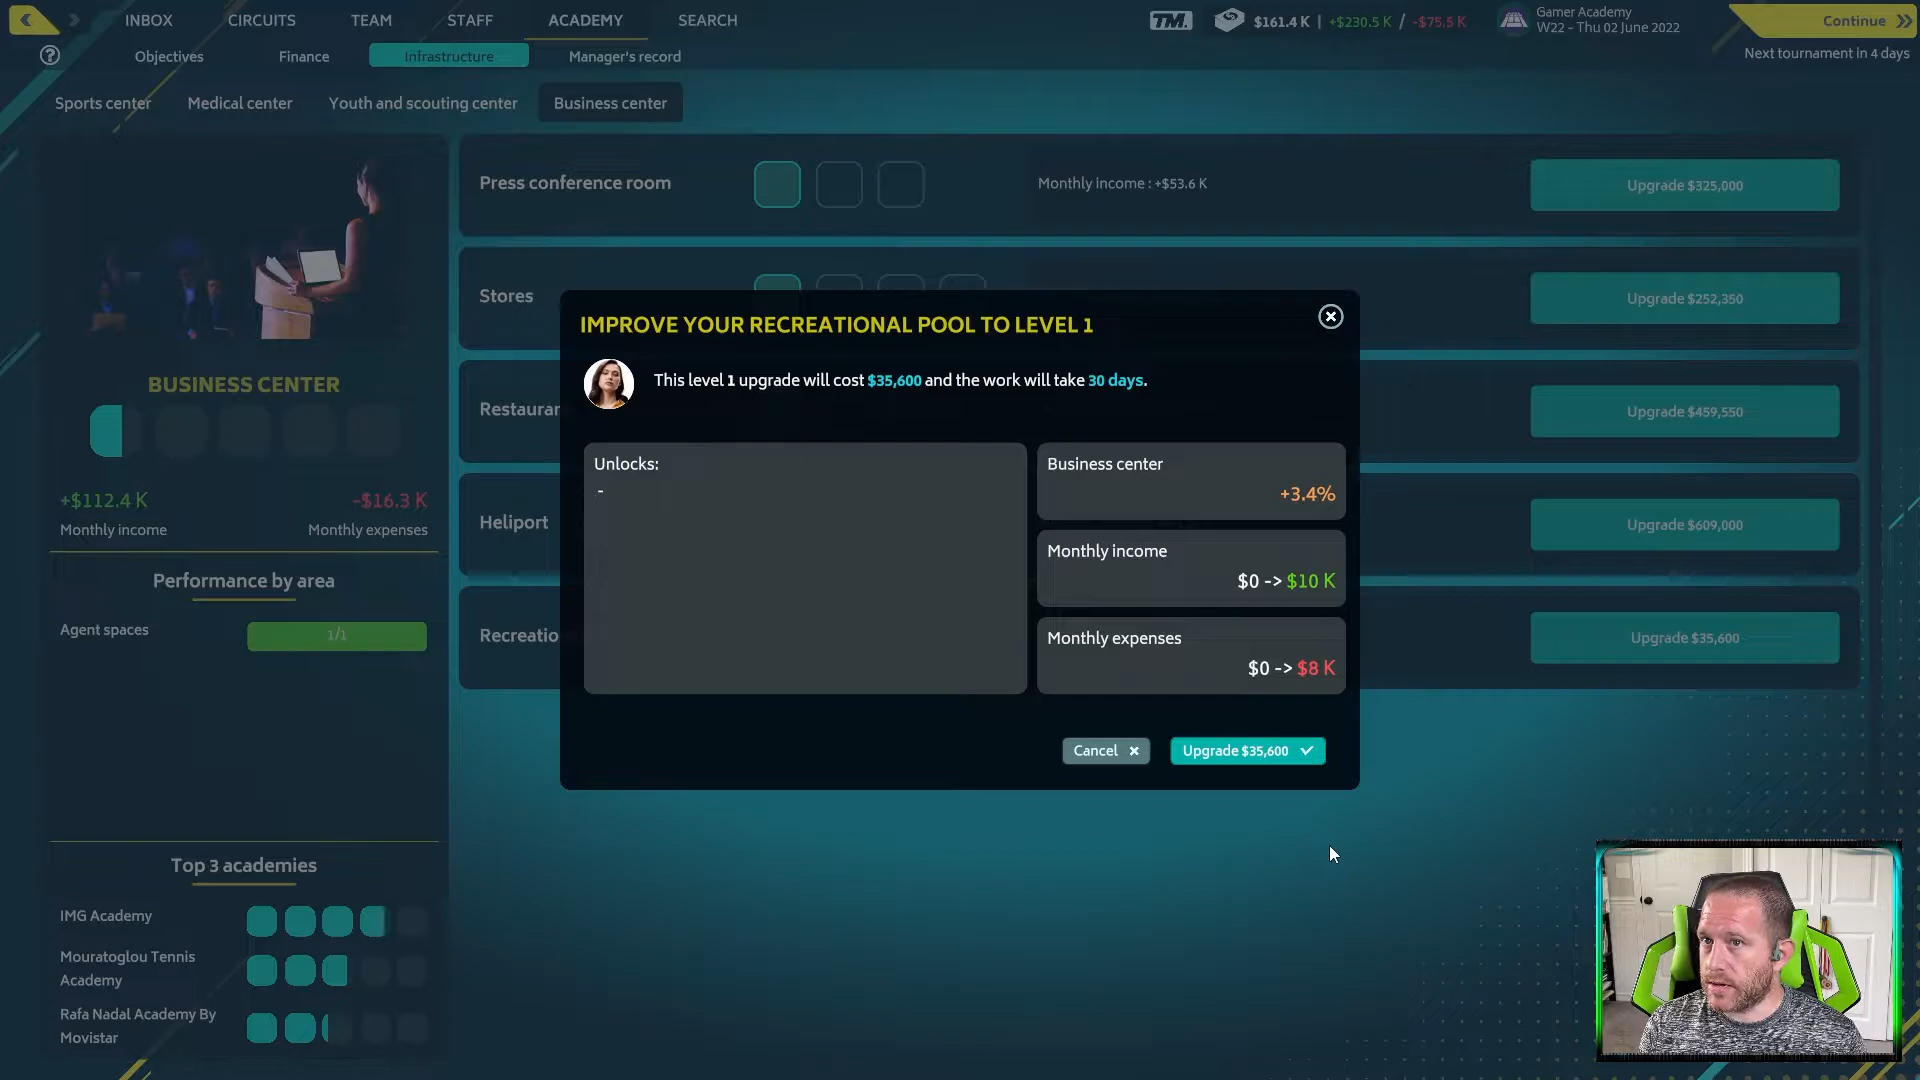 INBOX
CIRCUITS
TEAM
STAFF
ACADEMY
SEARCH
TM.
$161.4 K | +$230.5 K / -$75.5 K
Gamer Academy
W22 - Thu 02 June 2022
Continue
Next tournament in 4 days
Objectives
Finance
Infrastructure
Manager's record
Sports center
Medical center
Youth and scouting center
Business center
BUSINESS CENTER
+$112.4 K
-$16.3 K
Monthly income
Monthly expenses
Performance by area
Agent spaces
1/1
Top 3 academies
IMG Academy
Mouratoglou Tennis
Academy
Rafa Nadal Academy By
Movistar
Press conference room
Monthly income : +$53.6 K
Upgrade $325,000
Stores
Upgrade $252,350
Restauran
Upgrade $459,550
Heliport
Upgrade $609,000
Recreatio
Upgrade $35,600
IMPROVE YOUR RECREATIONAL POOL TO LEVEL 1
This level 1 upgrade will cost $35,600 and the work will take 30 days.
Unlocks:
-
Business center
+3.4%
Monthly income
$0 -> $10 K
Monthly expenses
$0 -> $8 K
Cancel
Upgrade $35,600